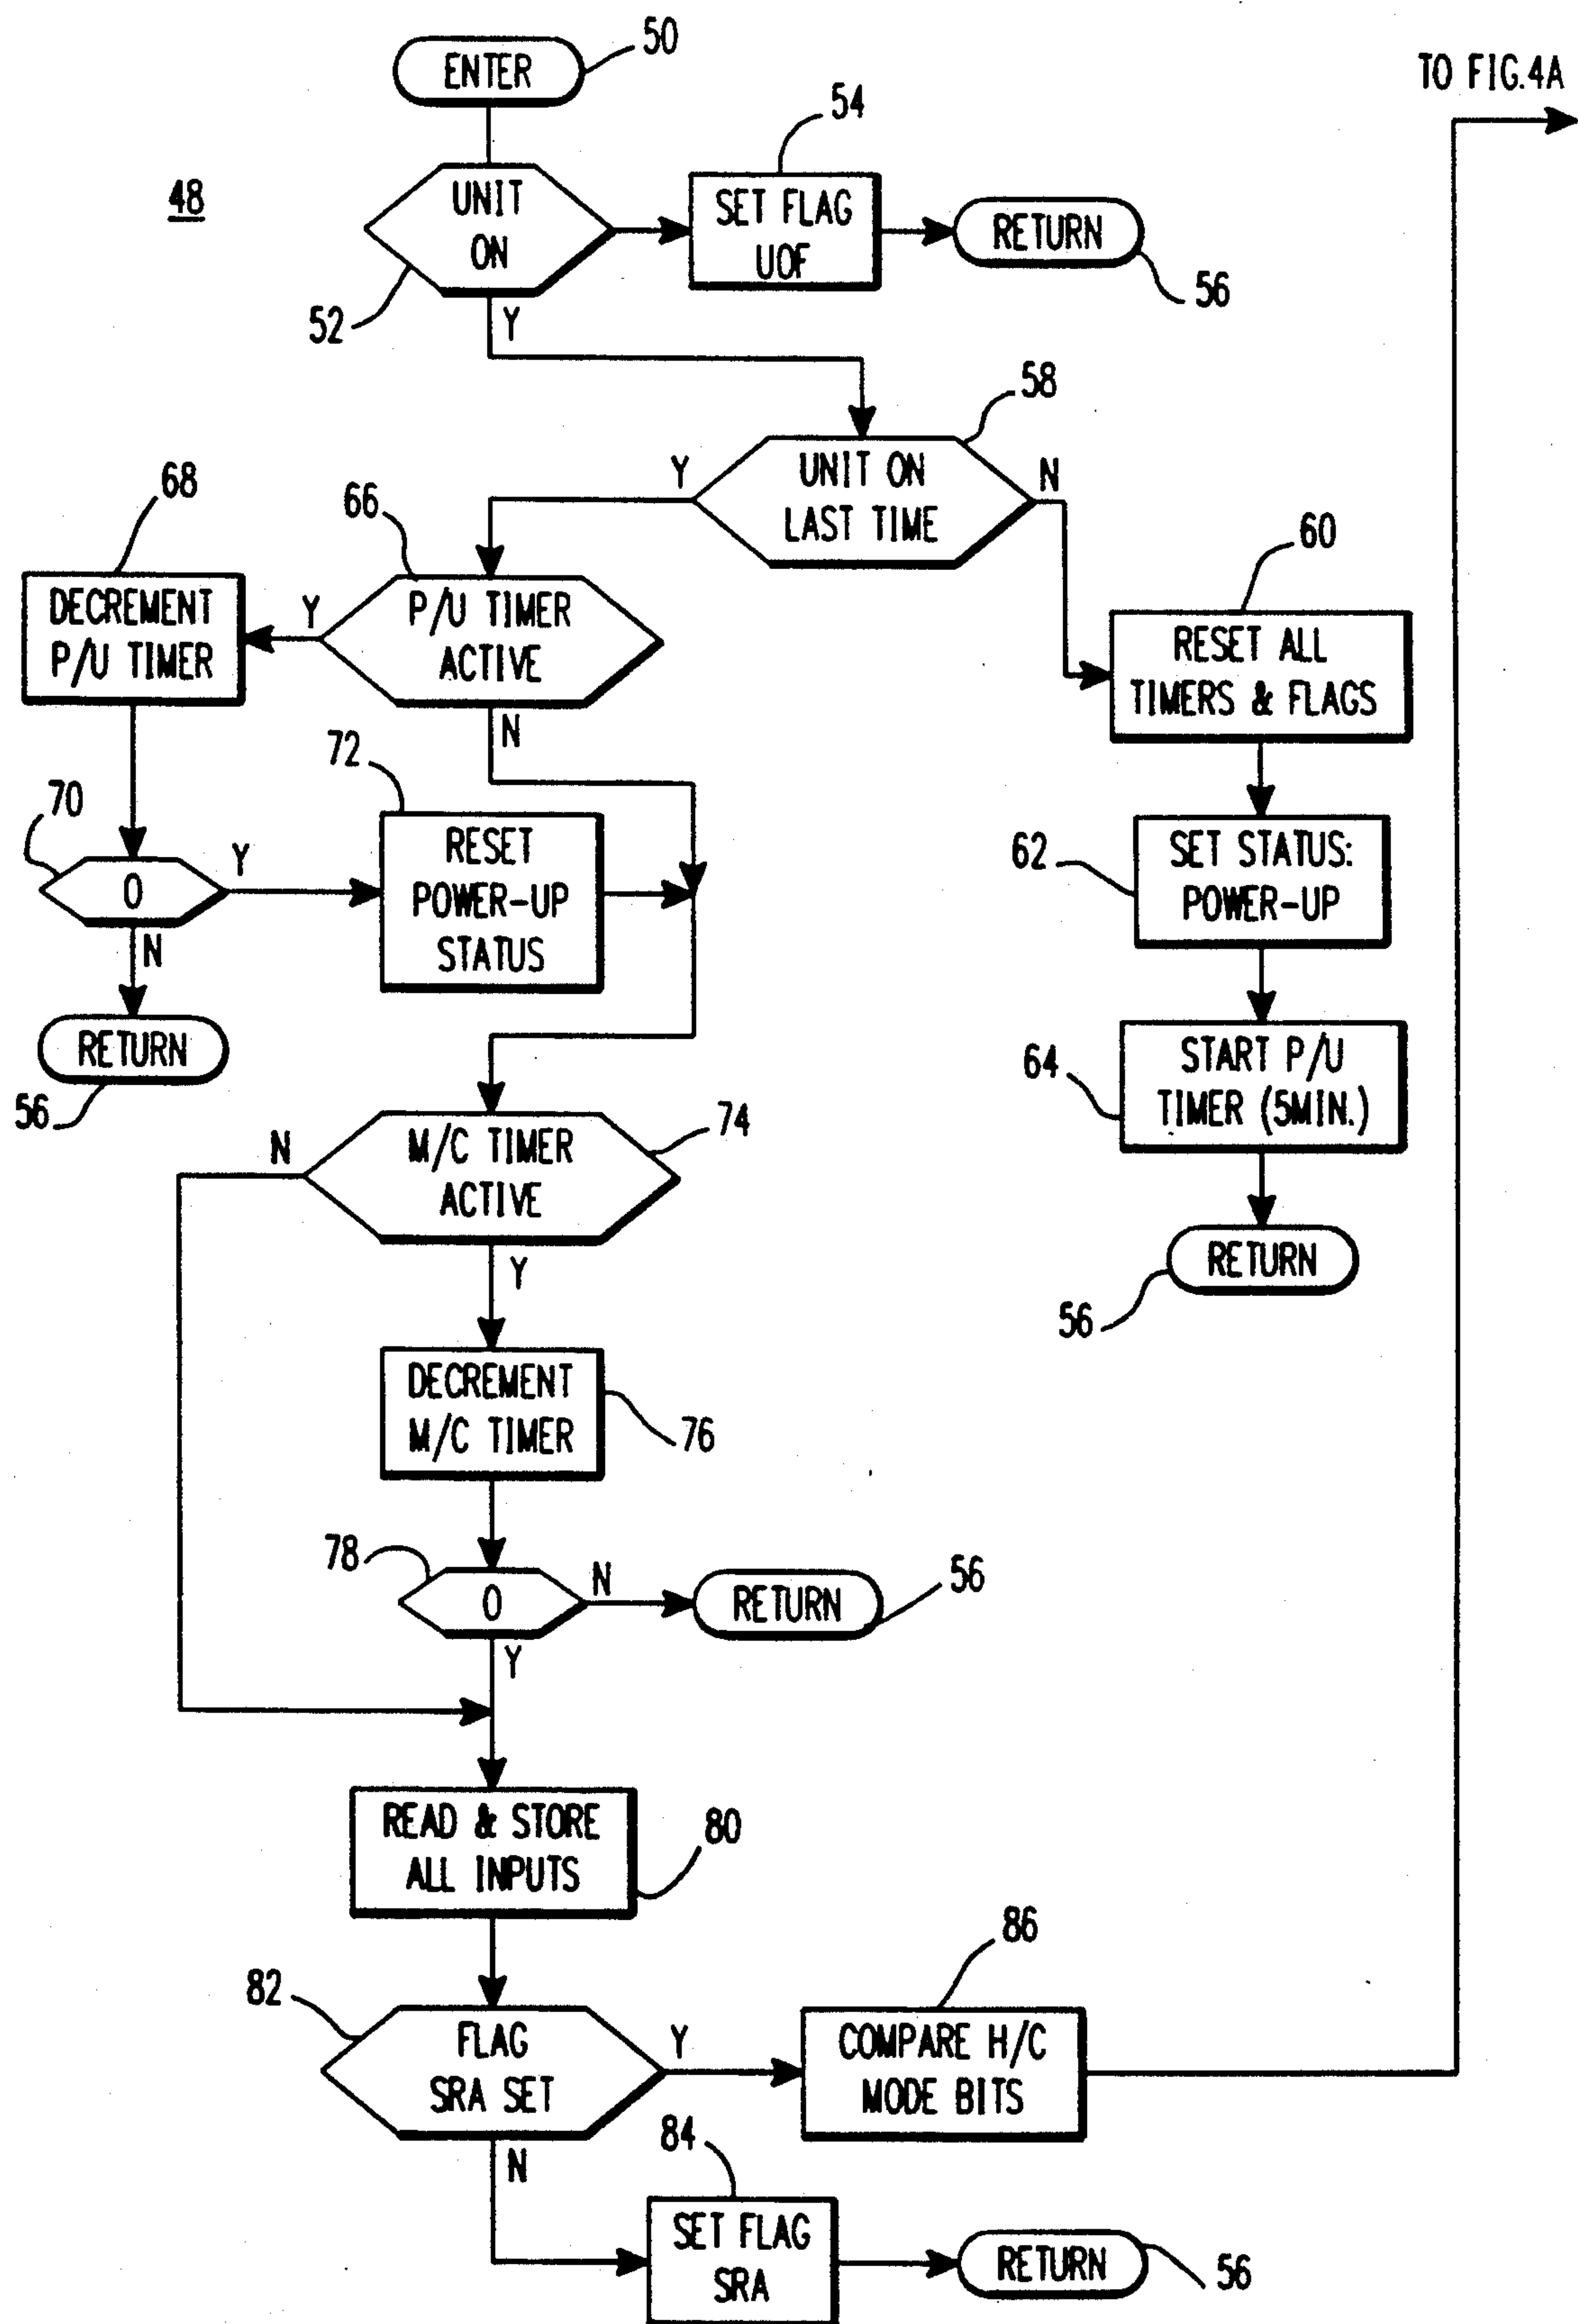 ENTER
50
TO FIG.4A
48
UNIT
ON
52
54
SET FLAG
UOF
RETURN
56
Y
58
UNIT ON
LAST TIME
Y
N
68
DECREMENT
P/U TIMER
Y
66
P/U TIMER
ACTIVE
N
60
RESET ALL
TIMERS & FLAGS
70
0
Y
N
72
RESET
POWER-UP
STATUS
62
SET STATUS:
POWER-UP
RETURN
56
64
START P/U
TIMER (5MIN.)
RETURN
56
N
M/C TIMER
ACTIVE
74
Y
DECREMENT
M/C TIMER
76
78
0
N
RETURN
56
Y
READ & STORE
ALL INPUTS
80
82
FLAG
SRA SET
Y
86
COMPARE H/C
MODE BITS
N
84
SET FLAG
SRA
RETURN
56